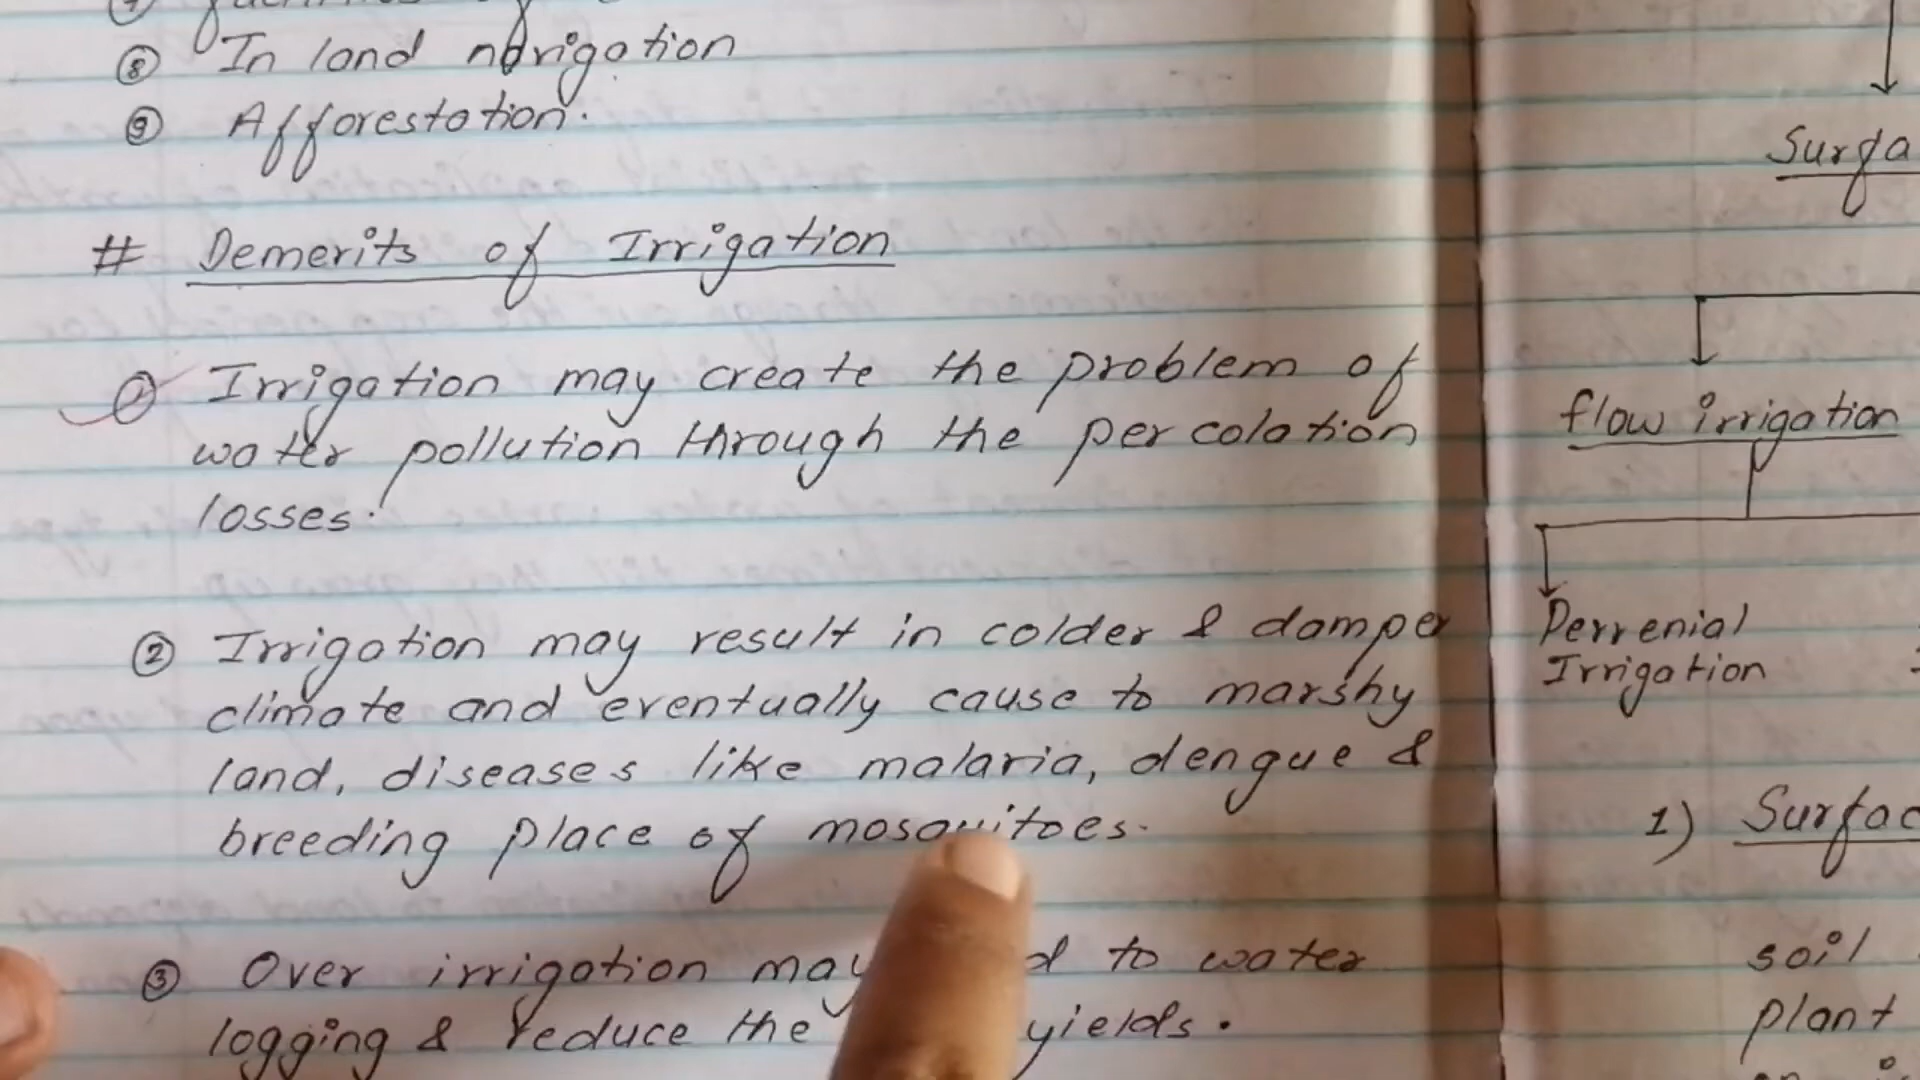 ⑧ In land navigation
⑨ Afforestation.
# Demerits of Irrigation
① Irrigation may create the problem of
water pollution through the percolation
losses.
② Irrigation may result in colder & damper
climate and eventually cause to marshy
land, diseases like malaria, dengue &
breeding place of mosquitoes.
③ Over irrigation may to water
logging & reduce the yields.
Surfa
flow irrigation
Perrenial
Irrigation
1) Surfac
soil
plant